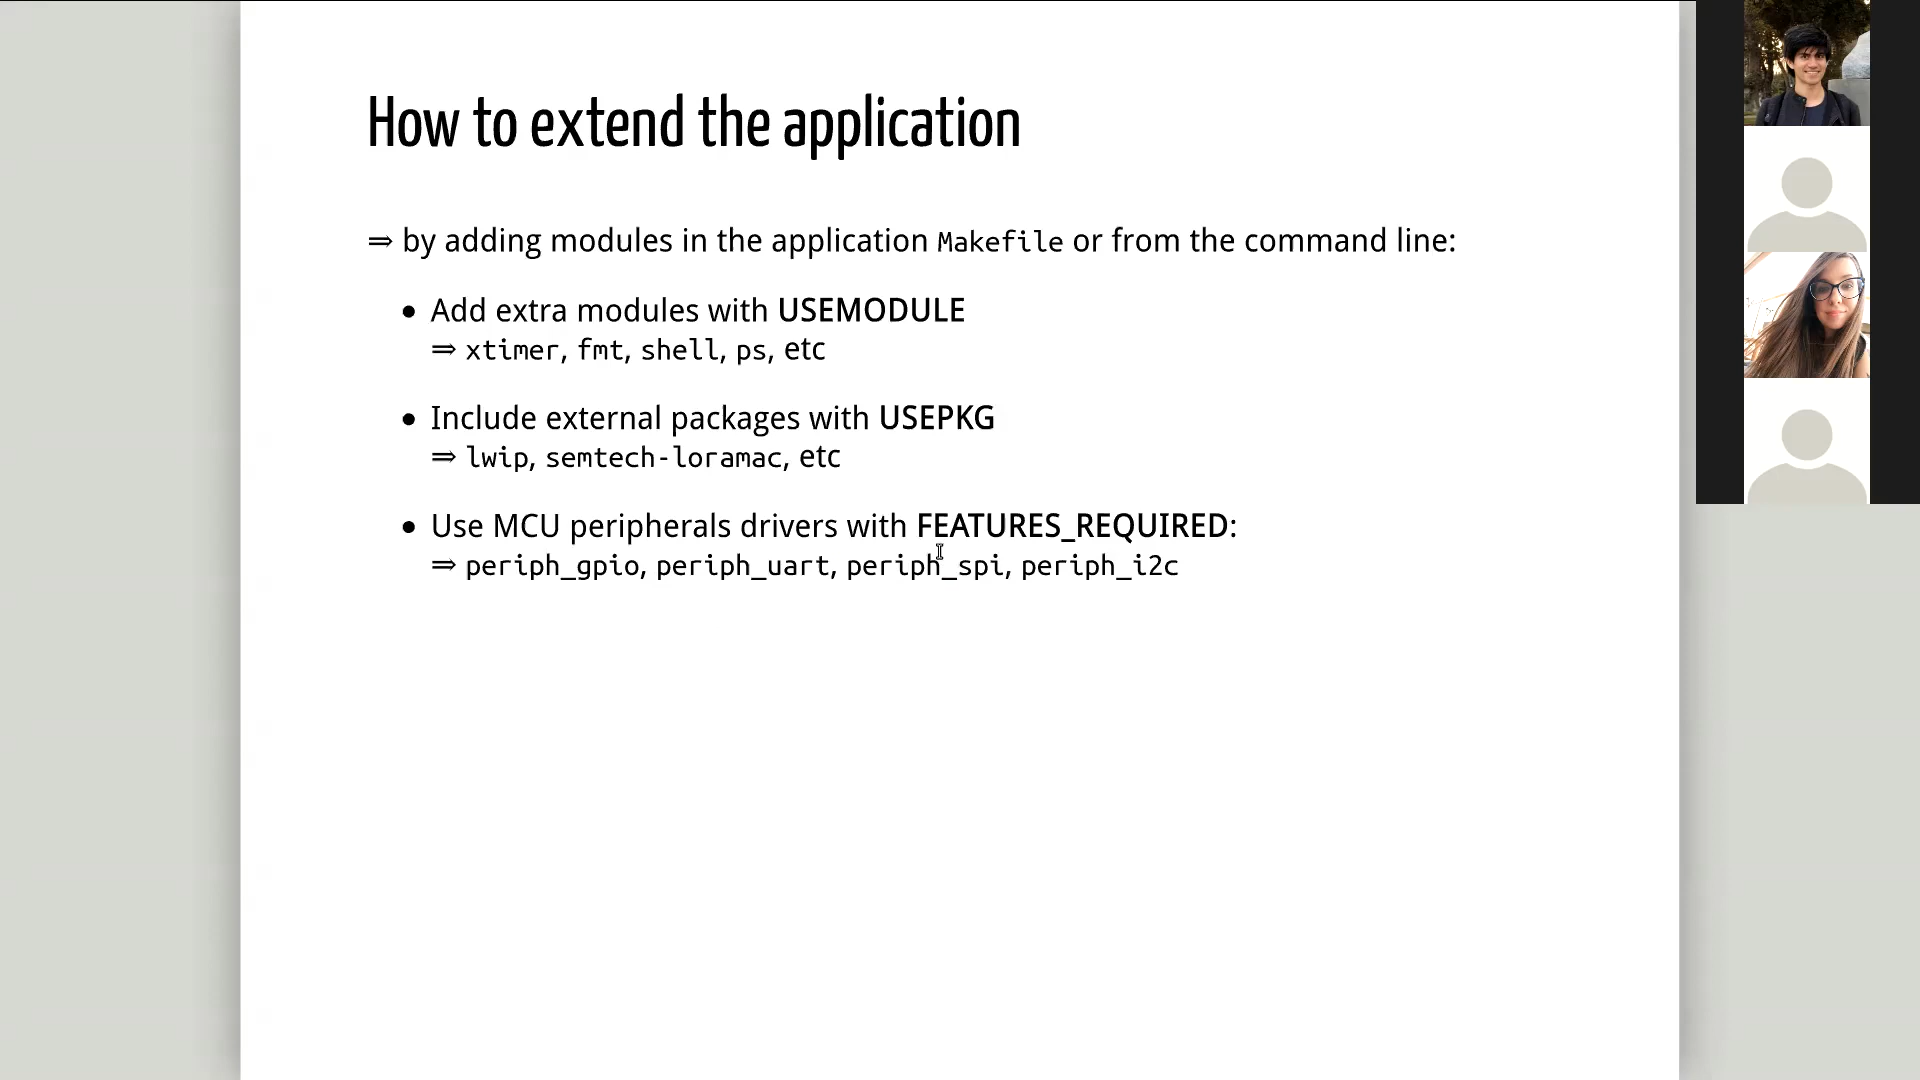 How to extend the application
⇒ by adding modules in the application Makefile or from the command line:
• Add extra modules with USEMODULE
⇒ xtimer, fmt, shell, ps, etc
• Include external packages with USEPKG
⇒ lwip, semtech-loramac, etc
• Use MCU peripherals drivers with FEATURES_REQUIRED:
⇒ periph_gpio, periph_uart, periph_spi, periph_i2c